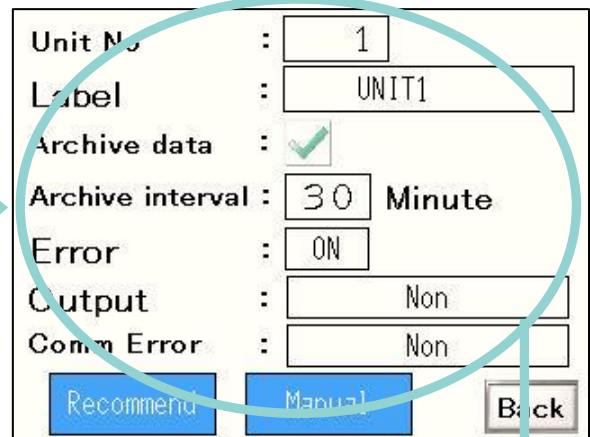 Unit No : 1
Label : UNIT1
Archive data :
Archive interval : 30 Minute
Error : ON
Output : Non
Comm Error : Non
Recommend Manual Back